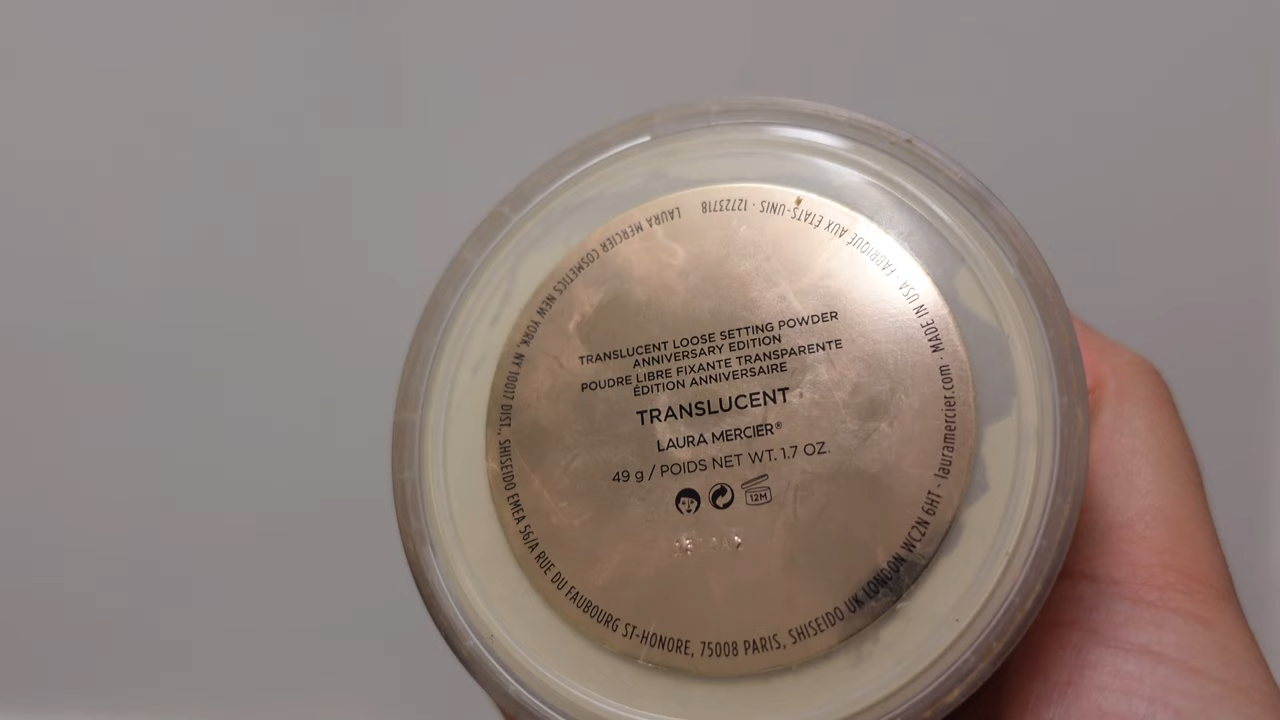 TRANSLUCENT LOOSE SETTING POWDER
ANNIVERSARY EDITION
POUDRE LIBRE FIXANTE TRANSPARENTE
ÉDITION ANNIVERSAIRE
TRANSLUCENT
LAURA MERCIER®
49 g / POIDS NET WT. 1.7 OZ.
12M
LAURA MERCIER COSMETICS NEW YORK, NY 10017 DIST., SHISEIDO EMEA 56/A RUE DU FAUBOURG ST-HONORE, 75008 PARIS, SHISEIDO UK LONDON WC2N 6HT · lauramercier.com · MADE IN USA · FABRIQUÉ AUX ÉTATS-UNIS · 12723718